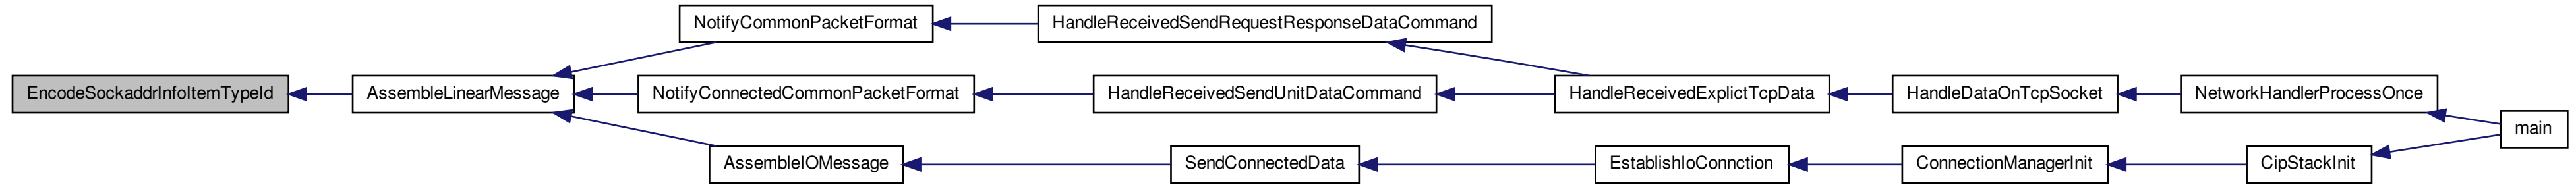 NotifyCommonPacketFormat
HandleReceivedSendRequestResponseDataCommand
EncodeSockaddrInfoItemTypeId
AssembleLinearMessage
NotifyConnectedCommonPacketFormat
HandleReceivedSendUnitDataCommand
HandleReceivedExplictTcpData
HandleDataOnTcpSocket
NetworkHandlerProcessOnce
main
AssembleIOMessage
SendConnectedData
EstablishIoConnction
ConnectionManagerInit
CipStackInit